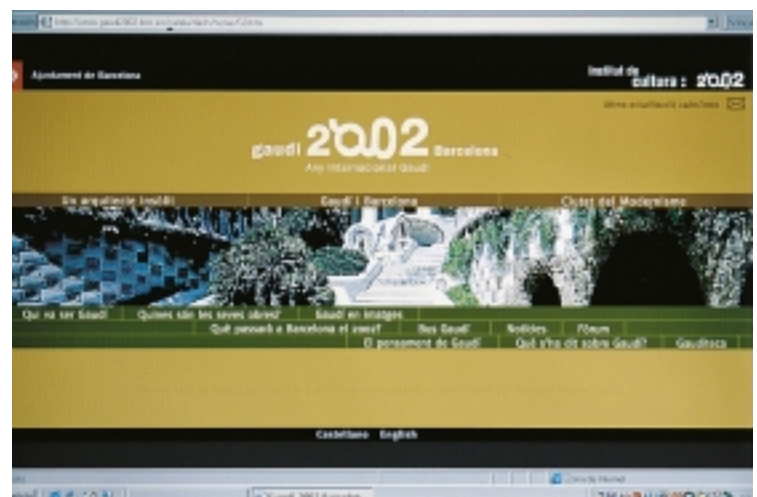 Ajuntament de Barcelona
institut de
cultura : 2002
gaudí 2002 Barcelona
Any Internacional Gaudí
Un arquitecte insòlit
Gaudí i Barcelona
Ciutat del Modernisme
Qui va ser Gaudí
Quines són les seves obres?
Gaudí en imatges
Què passarà a Barcelona el 2002?
Bus Gaudí
Notícies
Fòrum
El pensament de Gaudí
Què s'ha dit sobre Gaudí?
Gauditeca
Castellano English